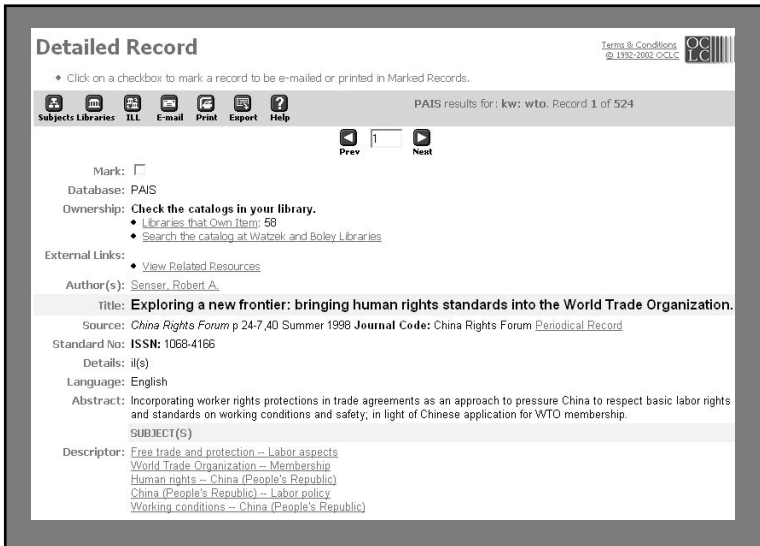 Detailed Record
Terms & Conditions
© 1992-2002 OCLC
OCLC
• Click on a checkbox to mark a record to be e-mailed or printed in Marked Records.
Subjects Libraries ILL E-mail Print Export Help
PAIS results for: kw: wto. Record 1 of 524
1
Prev Next
Mark:
Database: PAIS
Ownership: Check the catalogs in your library.
• Libraries that Own Item: 58
• Search the catalog at Watzek and Boley Libraries
External Links:
• View Related Resources
Author(s): Senser, Robert A.
Title: Exploring a new frontier: bringing human rights standards into the World Trade Organization.
Source: China Rights Forum p 24-7,40 Summer 1998 Journal Code: China Rights Forum Periodical Record
Standard No: ISSN: 1068-4166
Details: il(s)
Language: English
Abstract: Incorporating worker rights protections in trade agreements as an approach to pressure China to respect basic labor rights
and standards on working conditions and safety; in light of Chinese application for WTO membership.
SUBJECT(S)
Descriptor: Free trade and protection -- Labor aspects
World Trade Organization -- Membership
Human rights -- China (People's Republic)
China (People's Republic) -- Labor policy
Working conditions -- China (People's Republic)